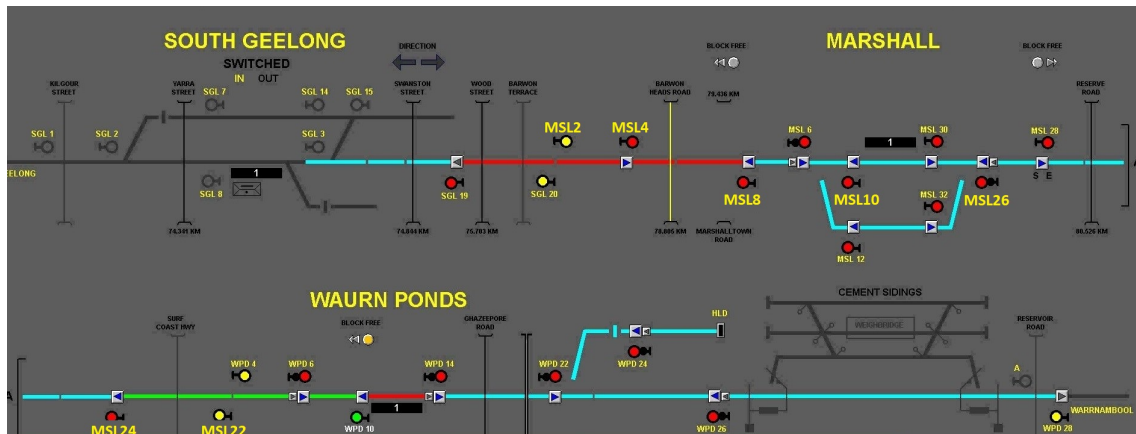 SOUTH GEELONG
MARSHALL
SWITCHED
IN OUT
DIRECTION
BLOCK FREE
BLOCK FREE
KILGOUR
STREET
YARRA
STREET
SGL 7
SGL 14
SGL 15
SWANSTON
STREET
WOOD
STREET
BARWON
TERRACE
BARWON
HEADS ROAD
79,436 KM
RESERVE
ROAD
SGL 1
SGL 2
SGL 3
MSL2
MSL4
MSL 6
1
MSL 30
MSL 28
EELONG
A
SGL 8
1
SGL 19
SGL 20
MSL8
MSL10
MSL 32
MSL26
S E
74,341 KM
74,844 KM
75,703 KM
78,805 KM
MARSHALLTOWN
ROAD
MSL 12
80,526 KM
WAURN PONDS
CEMENT SIDINGS
SURF
COAST HWY
BLOCK FREE
GHAZEEPORE
ROAD
HLD
WEIGHBRIDGE
RESERVOIR
ROAD
WPD 4
WPD 6
WPD 14
WPD 22
WPD 24
A
A
1
WARRNAMBOOL
MSL24
MSL22
WPD 10
WPD 26
WPD 28